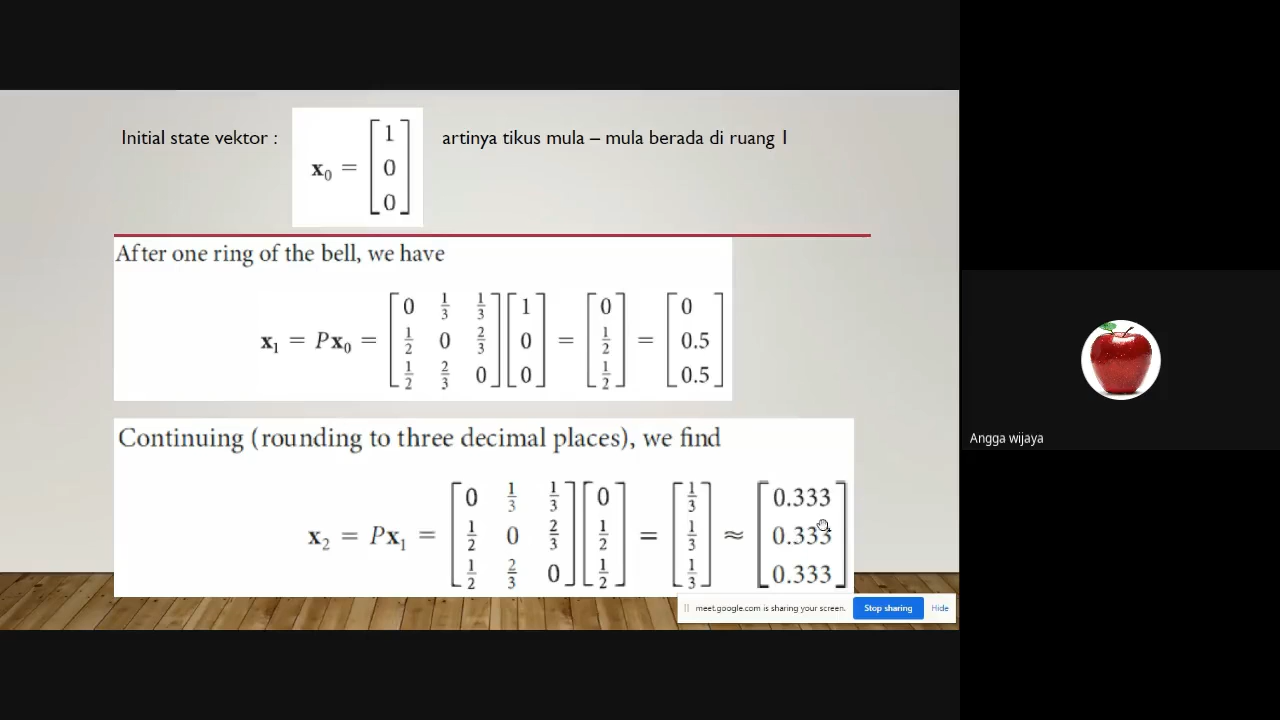 Initial state vektor :
x₀ = [1 0 0]
artinya tikus mula – mula berada di ruang 1
After one ring of the bell, we have
x₁ = Px₀ = [0 1/3 1/3; 1/2 0 2/3; 1/2 2/3 0] [1 0 0] = [0 1/2 1/2] = [0 0.5 0.5]
Continuing (rounding to three decimal places), we find
x₂ = Px₁ = [0 1/3 1/3; 1/2 0 2/3; 1/2 2/3 0] [0 1/2 1/2] = [1/3 1/3 1/3] ≈ [0.333 0.333 0.333]
meet.google.com is sharing your screen. Stop sharing Hide
Angga wijaya